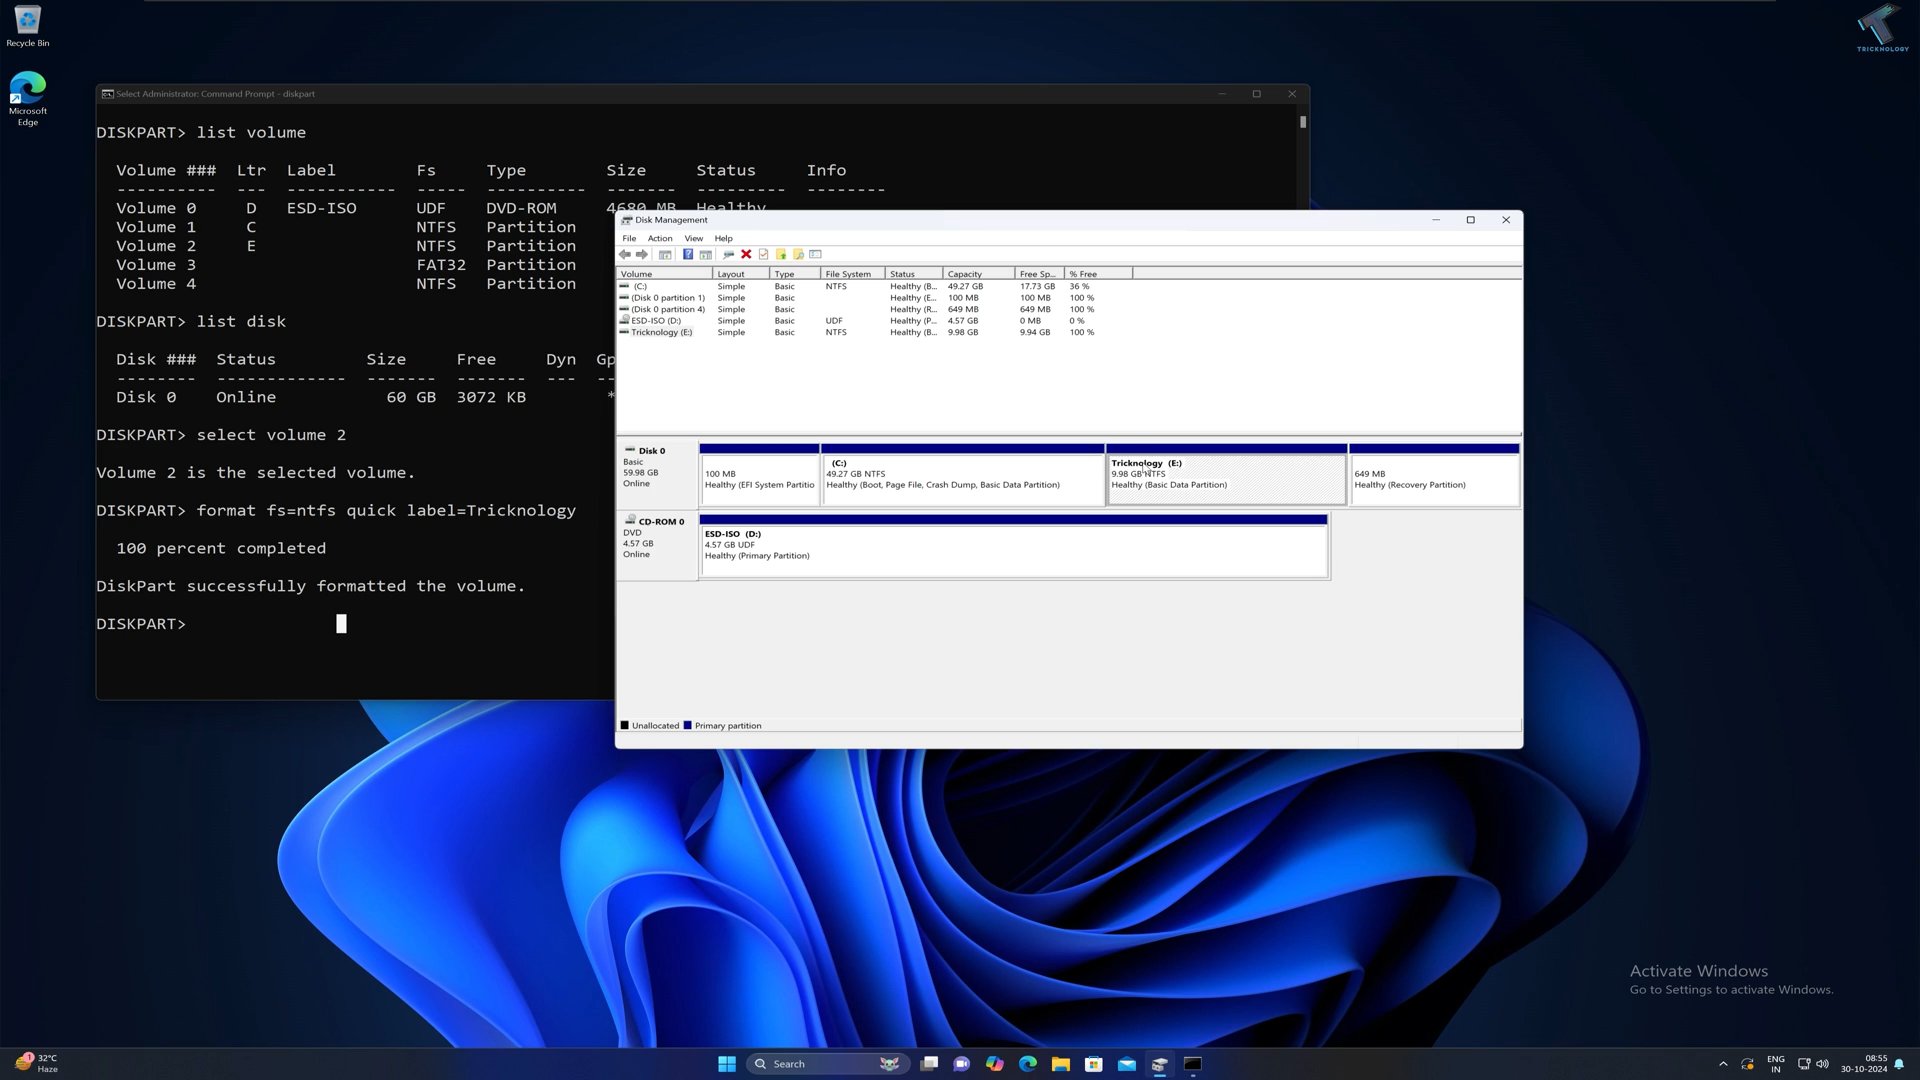 Recycle Bin
Microsoft
Edge
TRICKNOLOGY
Select Administrator: Command Prompt - diskpart
DISKPART> list volume
Volume ### Ltr Label Fs Type Size Status Info
---------- --- ----------- ----- ---------- ------- --------- --------
Volume 0 D ESD-ISO UDF DVD-ROM 4680 MB Healthy
Volume 1 C NTFS Partition
Volume 2 E NTFS Partition
Volume 3 FAT32 Partition
Volume 4 NTFS Partition
DISKPART> list disk
Disk ### Status Size Free Dyn Gp
-------- ------------- ------- ------- --- --
Disk 0 Online 60 GB 3072 KB *
DISKPART> select volume 2
Volume 2 is the selected volume.
DISKPART> format fs=ntfs quick label=Tricknology
100 percent completed
DiskPart successfully formatted the volume.
DISKPART>
Disk Management
File Action View Help
Volume Layout Type File System Status Capacity Free Sp... % Free
(C:) Simple Basic NTFS Healthy (B... 49.27 GB 17.73 GB 36 %
(Disk 0 partition 1) Simple Basic Healthy (E... 100 MB 100 MB 100 %
(Disk 0 partition 4) Simple Basic Healthy (R... 649 MB 649 MB 100 %
ESD-ISO (D:) Simple Basic UDF Healthy (P... 4.57 GB 0 MB 0 %
Tricknology (E:) Simple Basic NTFS Healthy (B... 9.98 GB 9.94 GB 100 %
Disk 0
Basic
59.98 GB
Online
100 MB
Healthy (EFI System Partitio
(C:)
49.27 GB NTFS
Healthy (Boot, Page File, Crash Dump, Basic Data Partition)
Tricknology (E:)
9.98 GB NTFS
Healthy (Basic Data Partition)
649 MB
Healthy (Recovery Partition)
CD-ROM 0
DVD
4.57 GB
Online
ESD-ISO (D:)
4.57 GB UDF
Healthy (Primary Partition)
Unallocated Primary partition
Activate Windows
Go to Settings to activate Windows.
1
32°C
Haze
Search
ENG
IN
08:55
30-10-2024